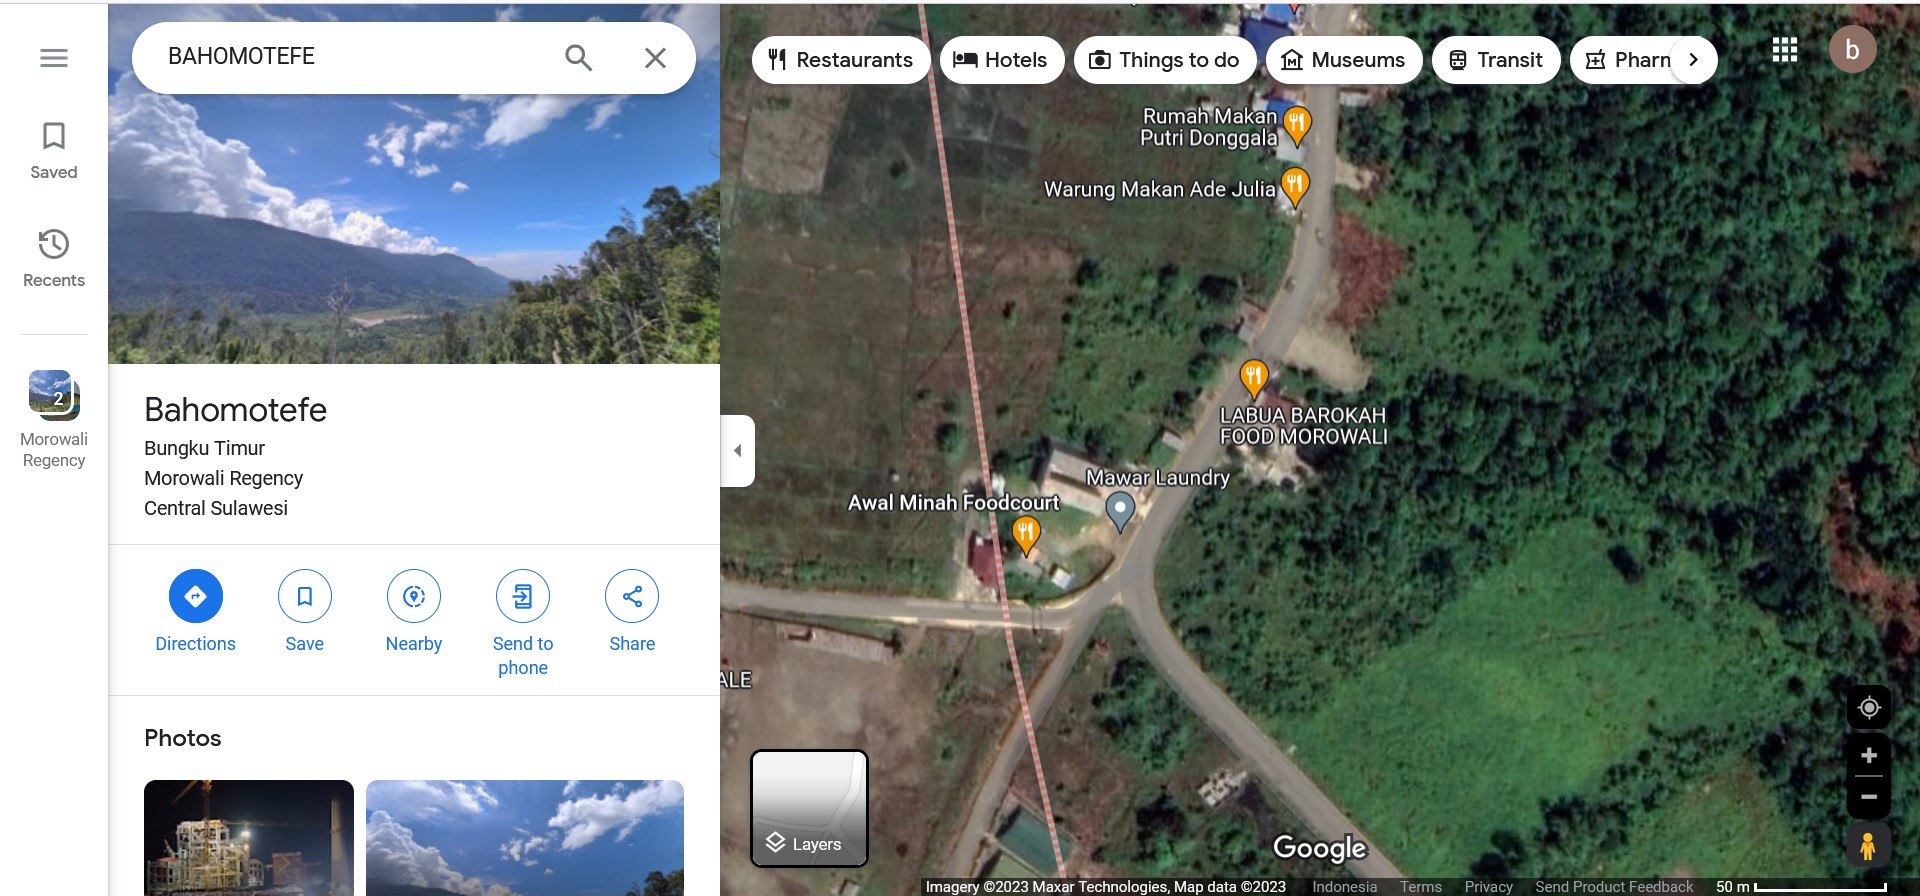 BAHOMOTEFE
Restaurants
Hotels
Things to do
Museums
Transit
Pharn
b
Saved
Recents
2
Morowali
Regency
Bahomotefe
Bungku Timur
Morowali Regency
Central Sulawesi
Directions
Save
Nearby
Send to
phone
Share
Photos
Rumah Makan
Putri Donggala
Warung Makan Ade Julia
LABUA BAROKAH
FOOD MOROWALI
Mawar Laundry
Awal Minah Foodcourt
ALE
Layers
Google
Imagery ©2023 Maxar Technologies, Map data ©2023
Indonesia
Terms
Privacy
Send Product Feedback
50 m